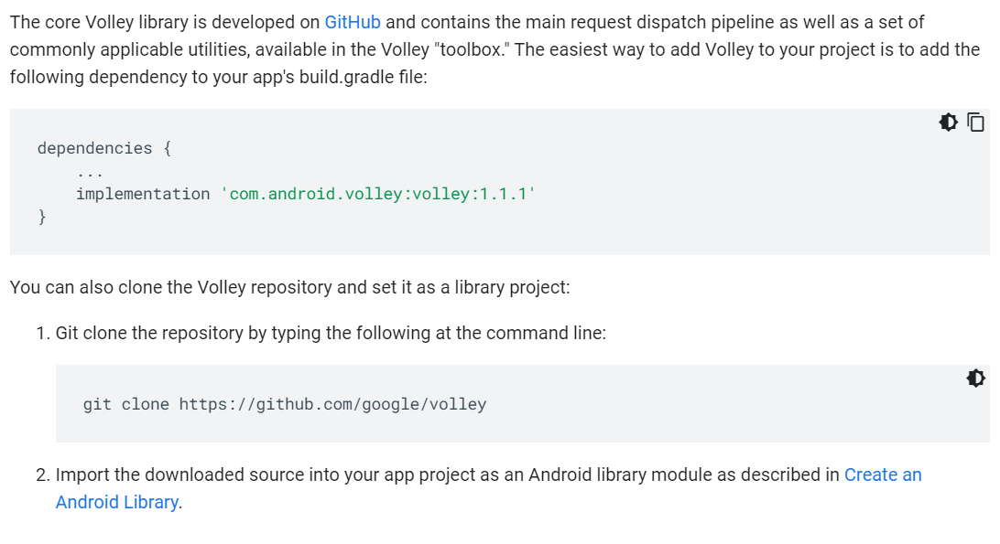 The core Volley library is developed on GitHub and contains the main request dispatch pipeline as well as a set of
commonly applicable utilities, available in the Volley "toolbox." The easiest way to add Volley to your project is to add the
following dependency to your app's build.gradle file:
dependencies {
    ...
    implementation 'com.android.volley:volley:1.1.1'
}
You can also clone the Volley repository and set it as a library project:
1. Git clone the repository by typing the following at the command line:
git clone https://github.com/google/volley
2. Import the downloaded source into your app project as an Android library module as described in Create an
Android Library.